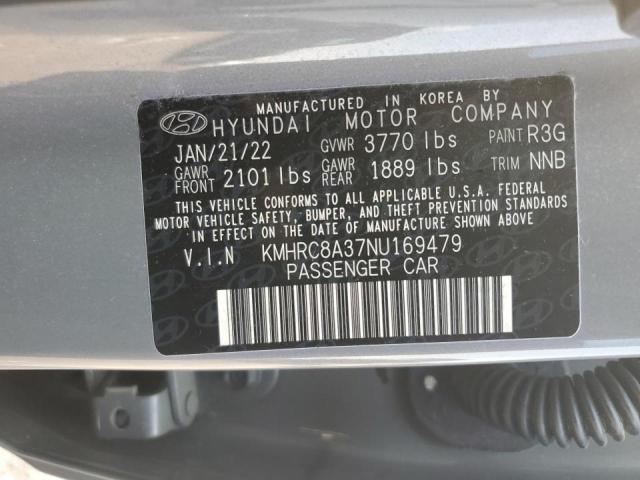 MANUFACTURED IN KOREA BY
HYUNDAI MOTOR COMPANY
JAN/21/22 GVWR 3770 lbs PAINT R3G
GAWR FRONT 2101 lbs GAWR REAR 1889 lbs TRIM NNB
THIS VEHICLE CONFORMS TO ALL APPLICABLE U.S.A. FEDERAL
MOTOR VEHICLE SAFETY, BUMPER, AND THEFT PREVENTION STANDARDS
IN EFFECT ON THE DATE OF MANUFACTURE SHOWN ABOVE.
V.I.N KMHRC8A37NU169479
PASSENGER CAR